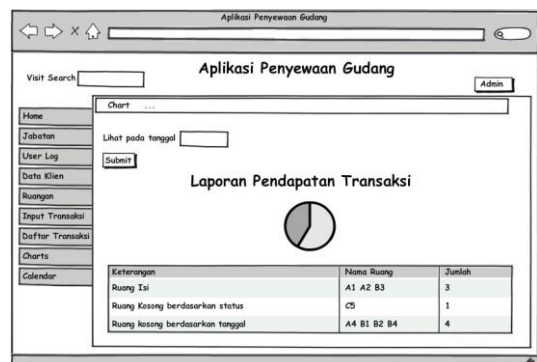 Aplikasi Penyewaan Gudang
Aplikasi Penyewaan Gudang
Visit Search
Admin
Chart ...
Home
Jabatan
User Log
Data Klien
Ruangan
Input Transaksi
Daftar Transaksi
Charts
Calendar
Lihat pada tanggal
Submit
Laporan Pendapatan Transaksi
Keterangan Nama Ruang Jumlah
Ruang Isi A1 A2 B3 3
Ruang Kosong berdasarkan status C5 1
Ruang kosong berdasarkan tanggal A4 B1 B2 B4 4